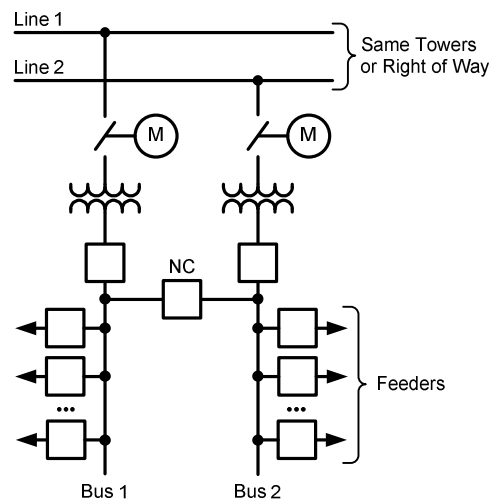 Line 1
Same Towers
or Right of Way
Line 2
M
M
NC
Feeders
...
...
Bus 1
Bus 2